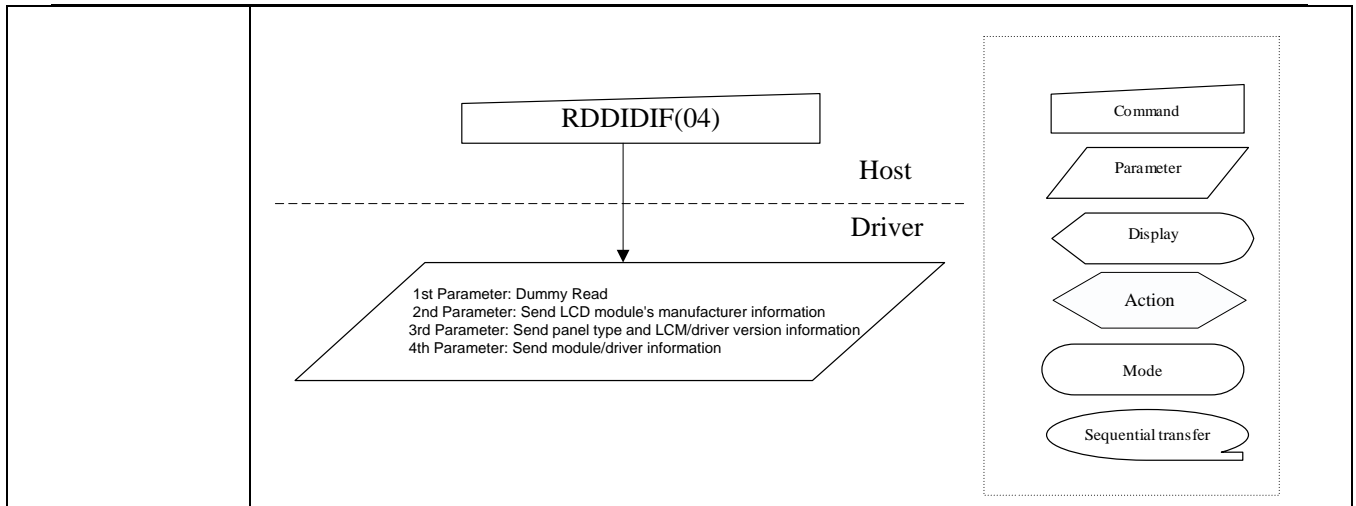 RDDIDIF(04)
Host
Driver
1st Parameter: Dummy Read
2nd Parameter: Send LCD module's manufacturer information
3rd Parameter: Send panel type and LCM/driver version information
4th Parameter: Send module/driver information
Command
Parameter
Display
Action
Mode
Sequential transfer